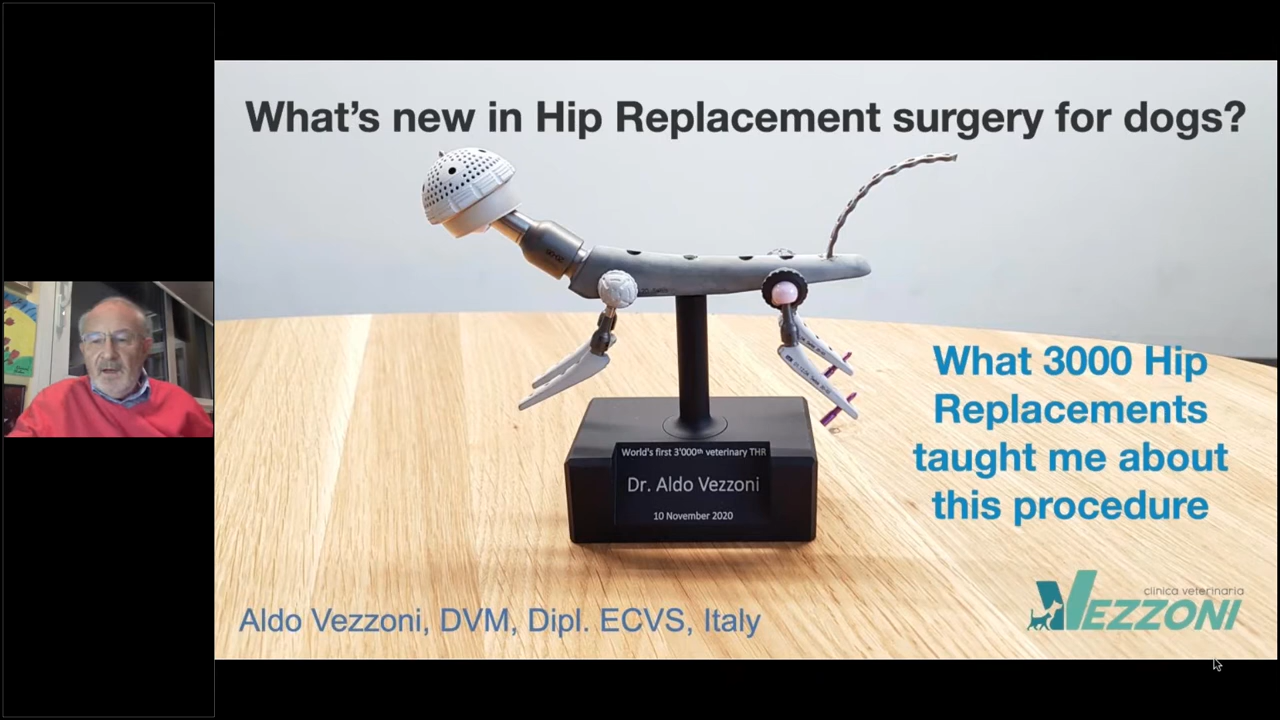 What's new in Hip Replacement surgery for dogs?
World's first 3'000th veterinary THR
Dr. Aldo Vezzoni
10 November 2020
What 3000 Hip
Replacements
taught me about
this procedure
clinica veterinaria
VEZZONI
Aldo Vezzoni, DVM, Dipl. ECVS, Italy